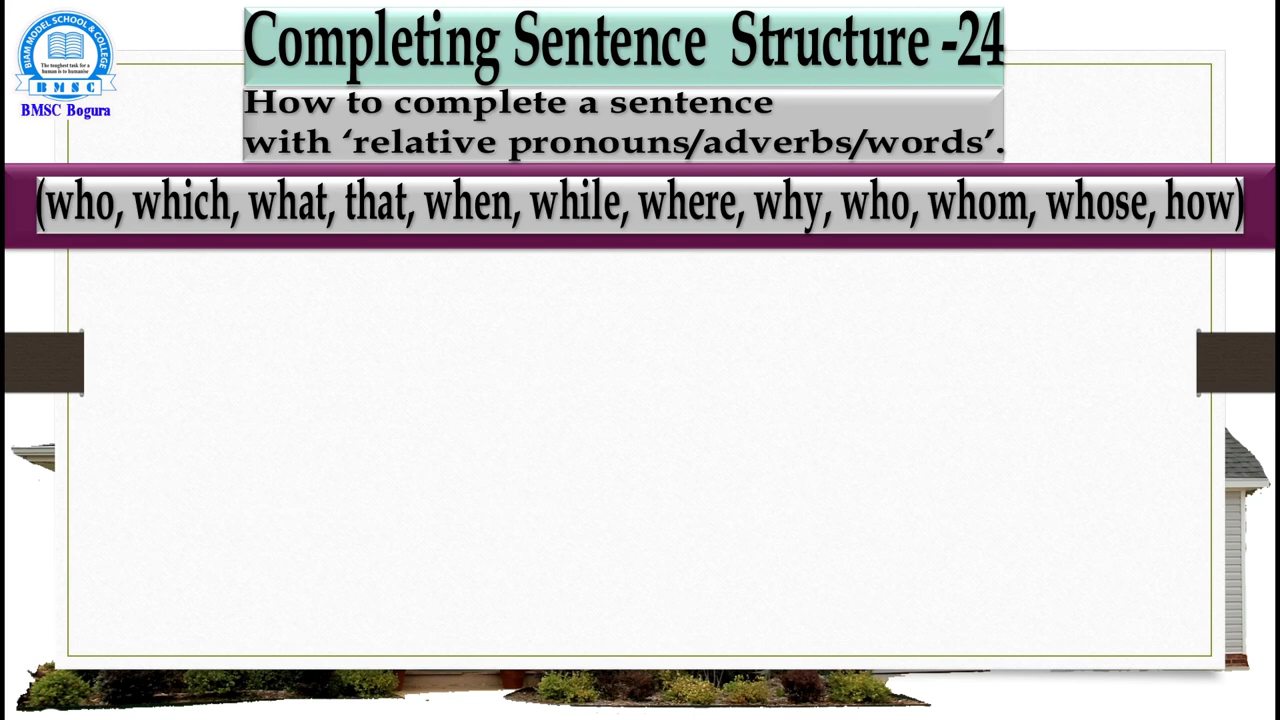 BIAM MODEL SCHOOL & COLLEGE
The toughest task for a
human is to humanise
B M S C
BMSC Bogura
Completing Sentence Structure -24
How to complete a sentence
with ‘relative pronouns/adverbs/words’.
(who, which, what, that, when, while, where, why, who, whom, whose, how)